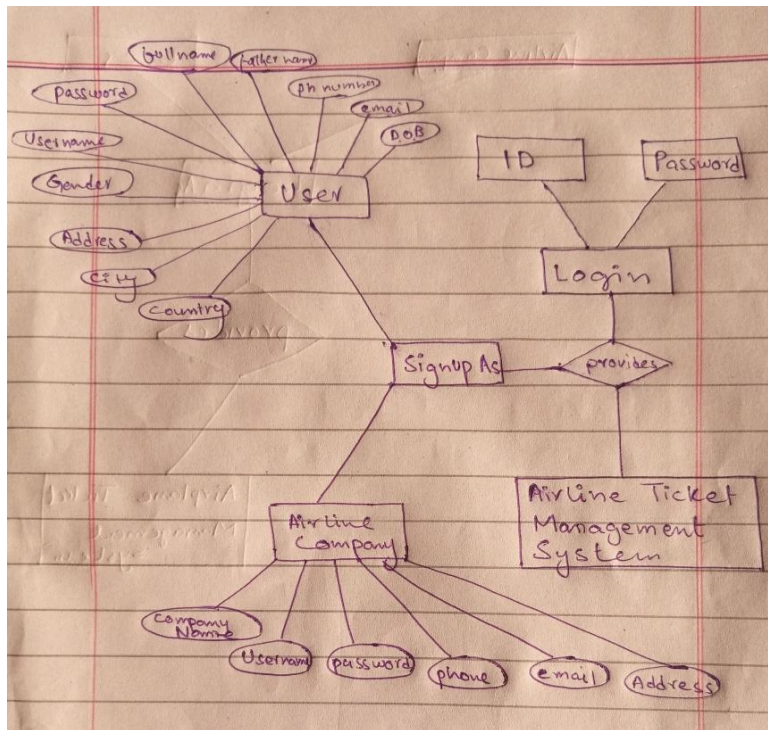 Fullname
Father name
ph number
email
DOB
password
Username
Gender
Address
City
Country
User
ID
Password
Login
Signup As
provides
Airline Ticket
Management
System
Airline
Company
Company
Name
Username
password
phone
email
Address